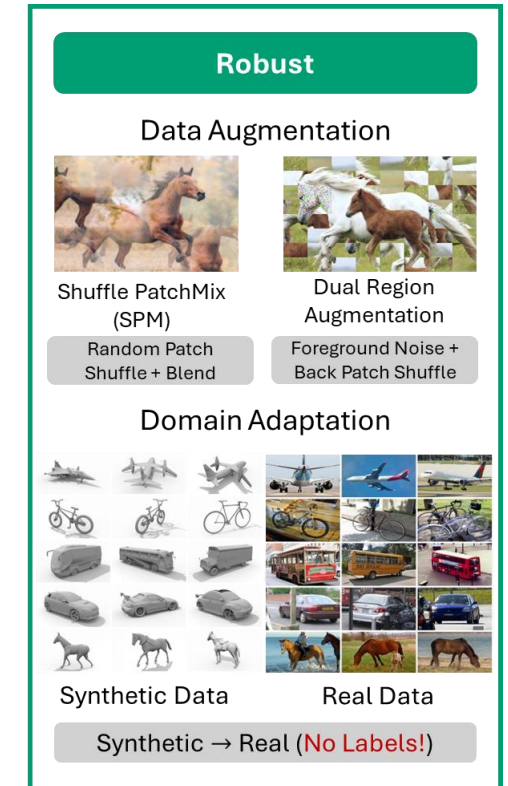 Robust
Data Augmentation
Shuffle PatchMix
(SPM)
Random Patch
Shuffle + Blend
Dual Region
Augmentation
Foreground Noise +
Back Patch Shuffle
Domain Adaptation
Synthetic Data
Real Data
Synthetic → Real (No Labels!)